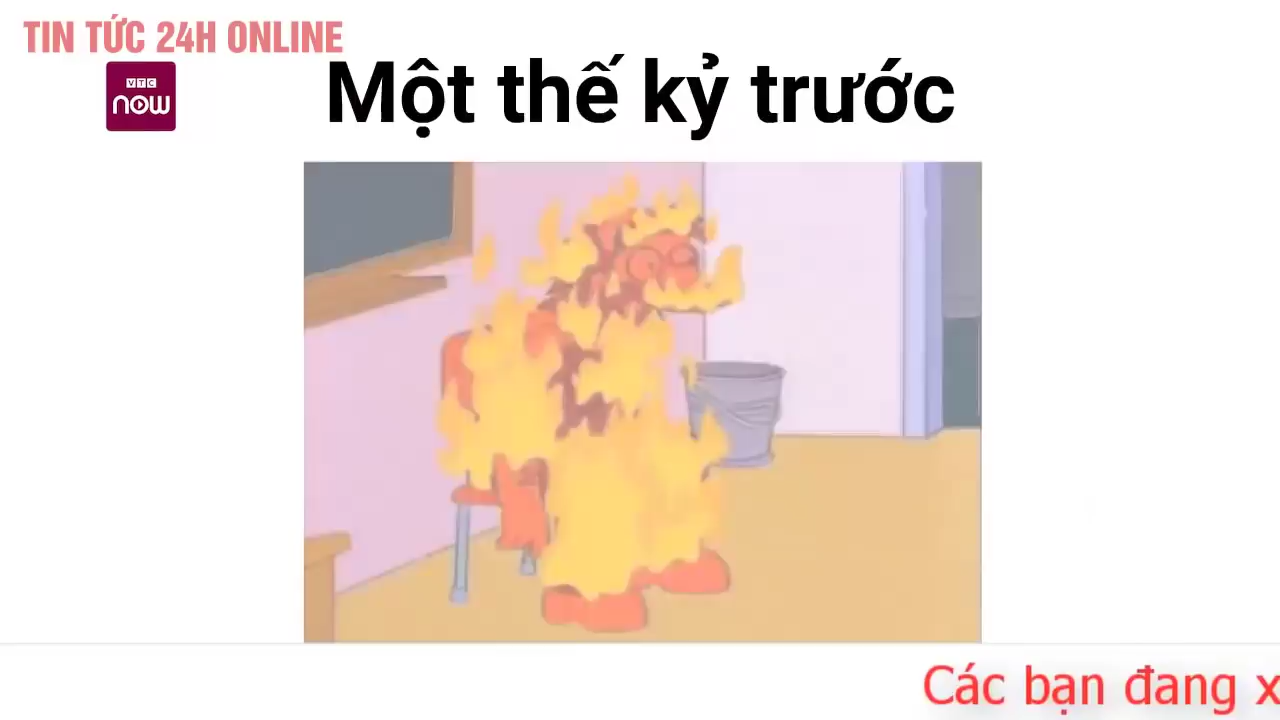 TIN TỨC 24H ONLINE
VTC
now
Một thế kỷ trước
Các bạn đang x